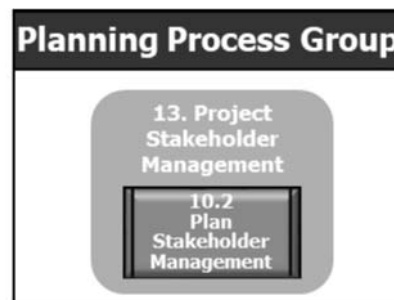 Planning Process Group
13. Project
Stakeholder
Management
10.2
Plan
Stakeholder
Management